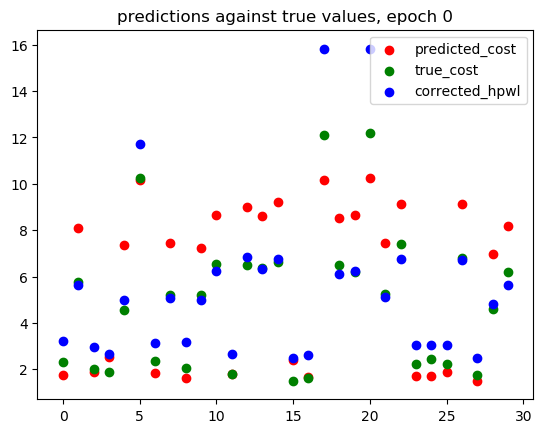 predictions against true values, epoch 0
predicted_cost
true_cost
corrected_hpwl
16
14
12
10
8
6
4
2
0 5 10 15 20 25 30